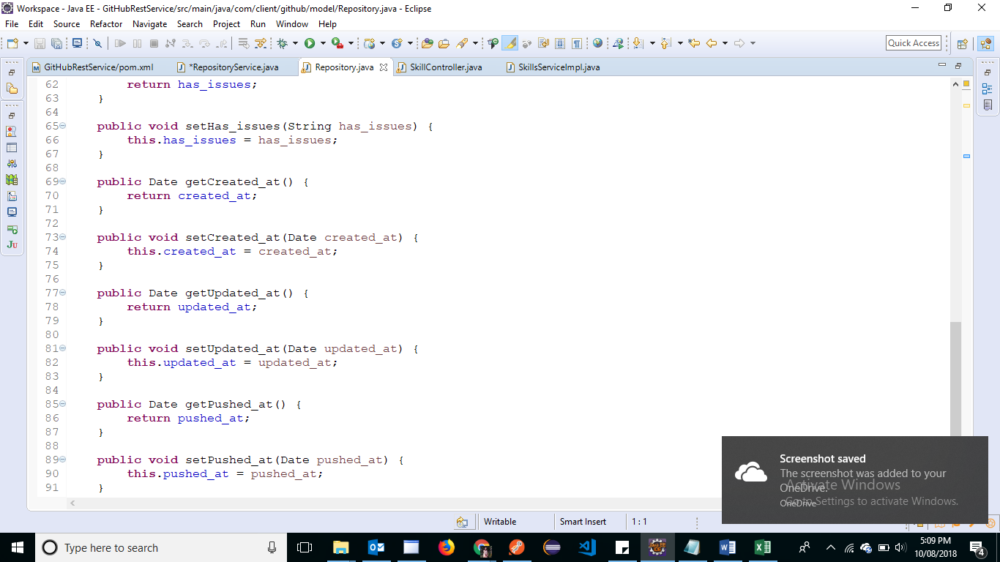 Workspace - Java EE - GitHubRestService/src/main/java/com/client/github/model/Repository.java - Eclipse
File Edit Source Refactor Navigate Search Project Run Window Help
Quick Access
GitHubRestService/pom.xml *RepositoryService.java Repository.java SkillController.java SkillsServiceImpl.java
62 return has_issues;
63 }
64
65 public void setHas_issues(String has_issues) {
66 this.has_issues = has_issues;
67 }
68
69 public Date getCreated_at() {
70 return created_at;
71 }
72
73 public void setCreated_at(Date created_at) {
74 this.created_at = created_at;
75 }
76
77 public Date getUpdated_at() {
78 return updated_at;
79 }
80
81 public void setUpdated_at(Date updated_at) {
82 this.updated_at = updated_at;
83 }
84
85 public Date getPushed_at() {
86 return pushed_at;
87 }
88
89 public void setPushed_at(Date pushed_at) {
90 this.pushed_at = pushed_at;
91 }
Screenshot saved
The screenshot was added to your
OneDrive.
OneDrive
Activate Windows
Go to Settings to activate Windows.
Writable Smart Insert 1 : 1
Type here to search
5:09 PM
10/08/2018
4